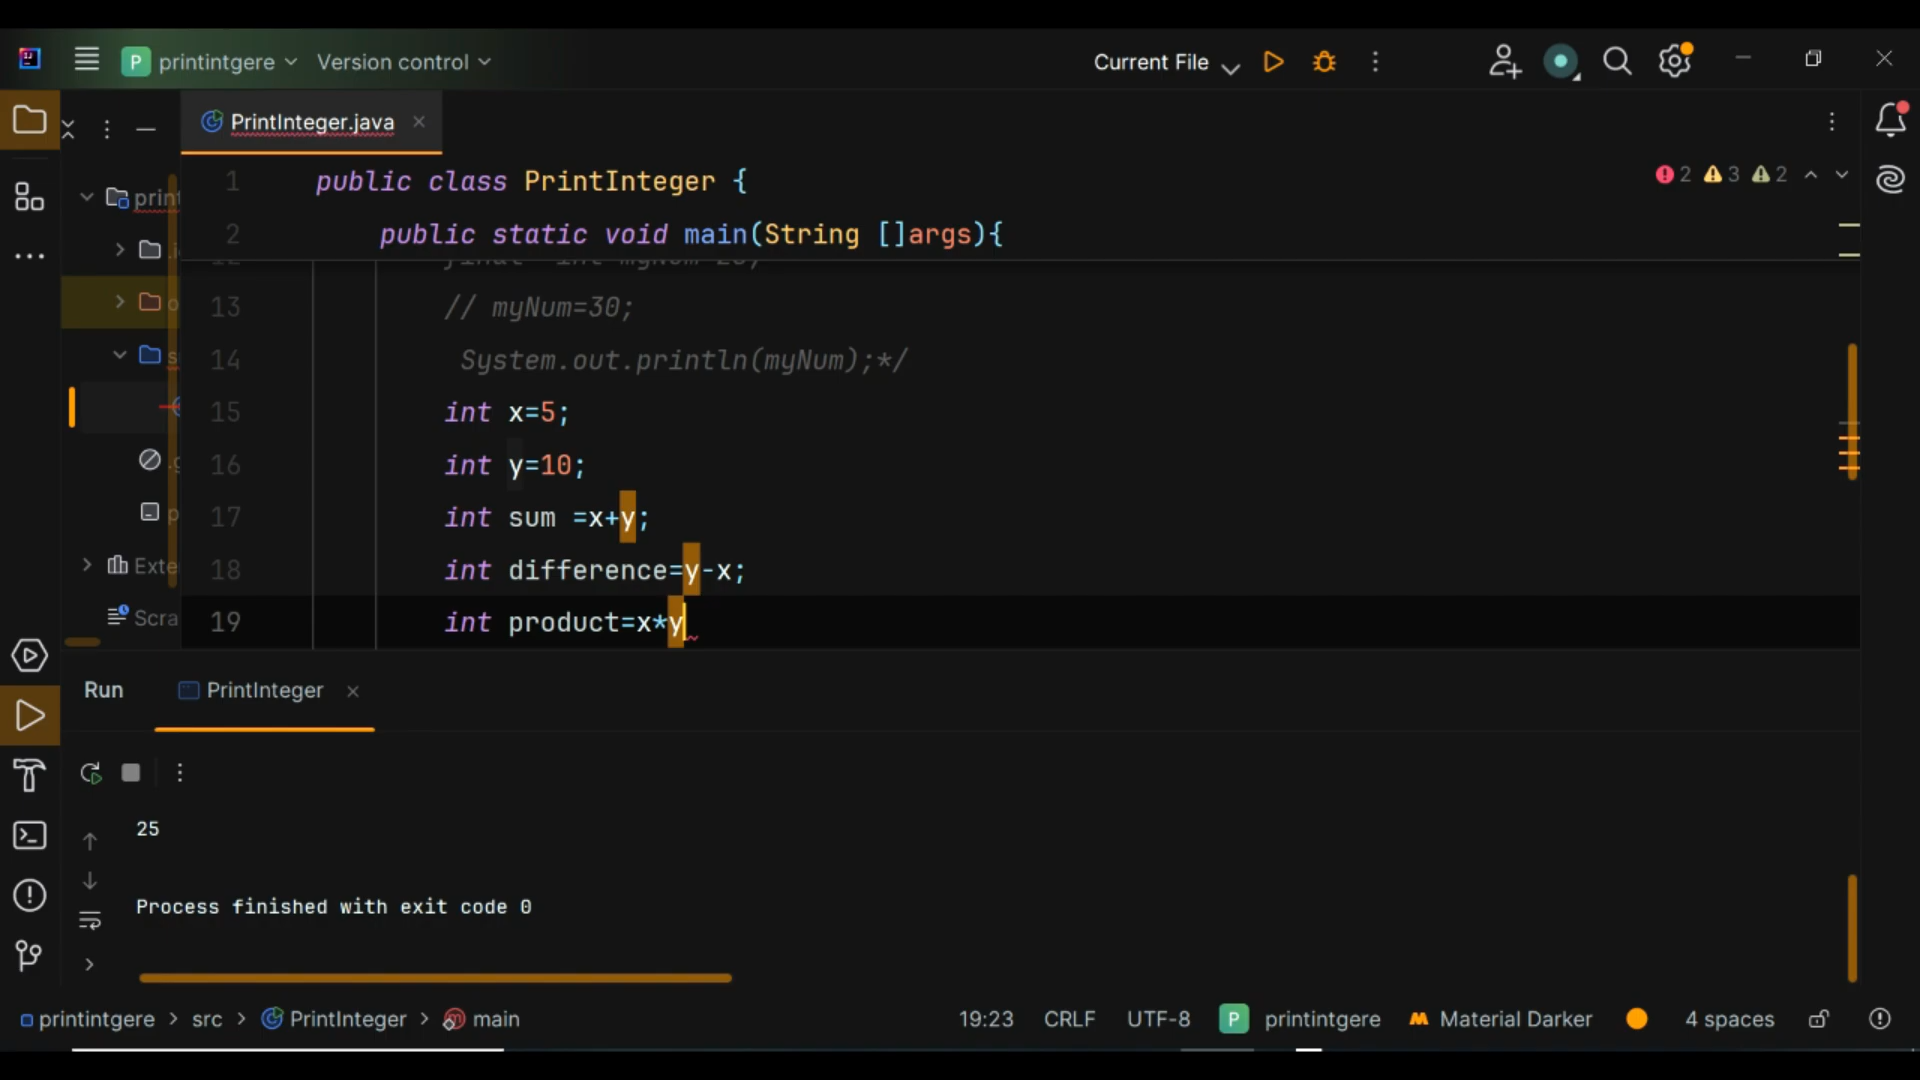 P printintgere Version control
Current File
PrintInteger.java
1 public class PrintInteger {
2 public static void main(String []args){
2 3 2
13 // myNum=30;
14 System.out.println(myNum);*/
15 int x=5;
16 int y=10;
17 int sum =x+y;
18 int difference=y-x;
19 int product=x*y
print
Exte
Scra
Run PrintInteger
25
Process finished with exit code 0
printintgere > src > PrintInteger > main
19:23 CRLF UTF-8 P printintgere Material Darker 4 spaces